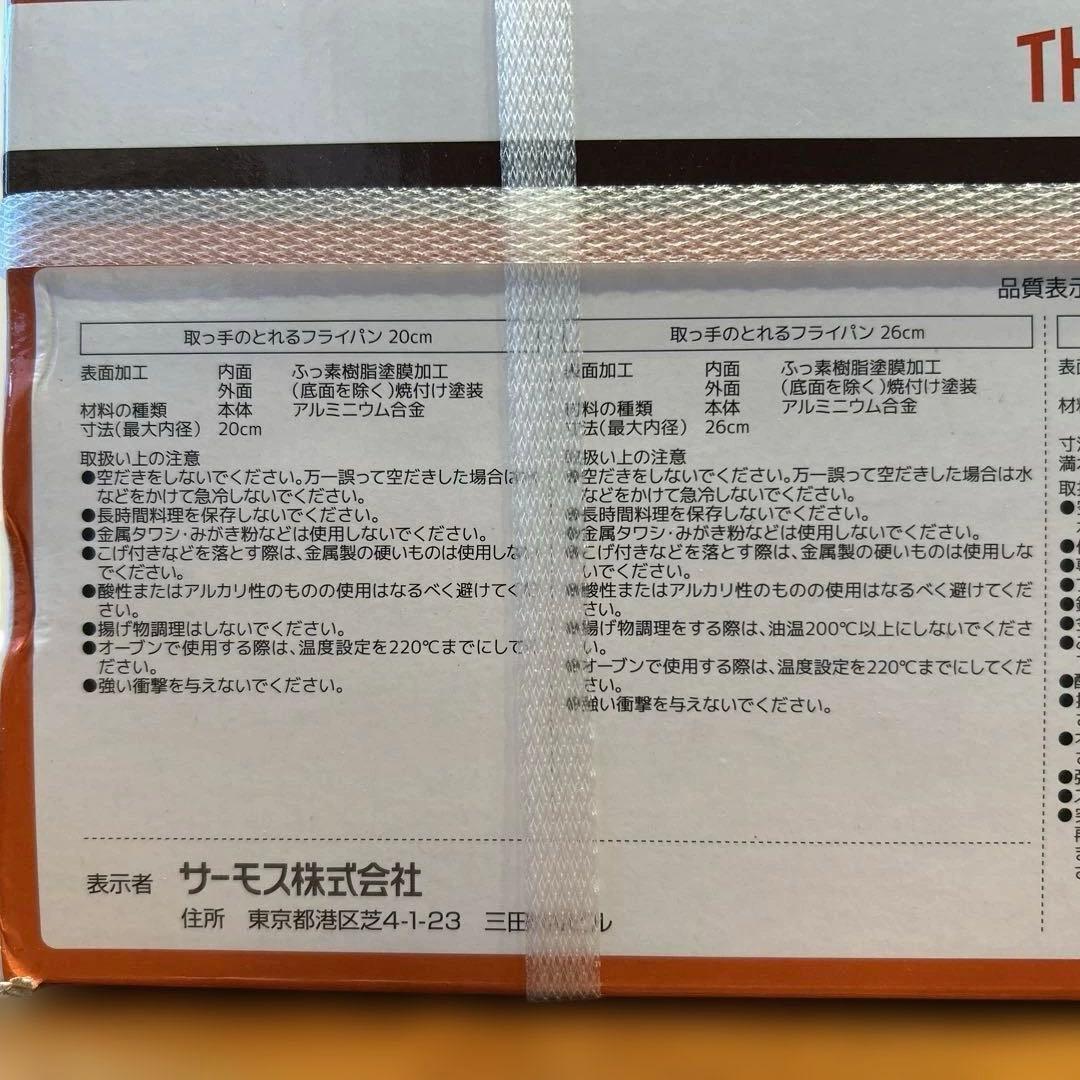 TH
品質表示
取っ手のとれるフライパン 20cm
表面加工 内面 ふっ素樹脂塗膜加工
外面 (底面を除く)焼付け塗装
材料の種類 本体 アルミニウム合金
寸法(最大内径) 20cm
取扱い上の注意
●空だきをしないでください。万一誤って空だきした場合は
などをかけて急冷しないでください。
●長時間料理を保存しないでください。
●金属タワシ・みがき粉などは使用しないでください。
●こげ付きなどを落とす際は、金属製の硬いものは使用しな
でください。
●酸性またはアルカリ性のものの使用はなるべく避けてくだ
さい。
●揚げ物調理はしないでください。
●オーブンで使用する際は、温度設定を220℃までにして
ださい。
●強い衝撃を与えないでください。
取っ手のとれるフライパン 26cm
表面加工 内面 ふっ素樹脂塗膜加工
外面 (底面を除く)焼付け塗装
材料の種類 本体 アルミニウム合金
寸法(最大内径) 26cm
取扱い上の注意
●空だきをしないでください。万一誤って空だきした場合は水
などをかけて急冷しないでください。
●長時間料理を保存しないでください。
●金属タワシ・みがき粉などは使用しないでください。
●こげ付きなどを落とす際は、金属製の硬いものは使用しな
いでください。
●酸性またはアルカリ性のものの使用はなるべく避けてくだ
さい。
●揚げ物調理をする際は、油温200℃以上にしないでくださ
い。
●オーブンで使用する際は、温度設定を220℃までにしてくだ
さい。
●強い衝撃を与えないでください。
表示者 サーモス株式会社
住所 東京都港区芝4-1-23 三田